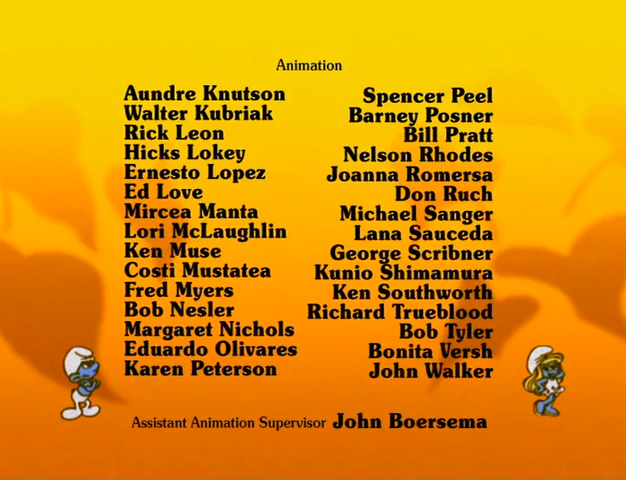 Animation
Aundre Knutson
Walter Kubriak
Rick Leon
Hicks Lokey
Ernesto Lopez
Ed Love
Mircea Manta
Lori McLaughlin
Ken Muse
Costi Mustatea
Fred Myers
Bob Nesler
Margaret Nichols
Eduardo Olivares
Karen Peterson
Spencer Peel
Barney Posner
Bill Pratt
Nelson Rhodes
Joanna Romersa
Don Ruch
Michael Sanger
Lana Sauceda
George Scribner
Kunio Shimamura
Ken Southworth
Richard Trueblood
Bob Tyler
Bonita Versh
John Walker
Assistant Animation Supervisor John Boersema